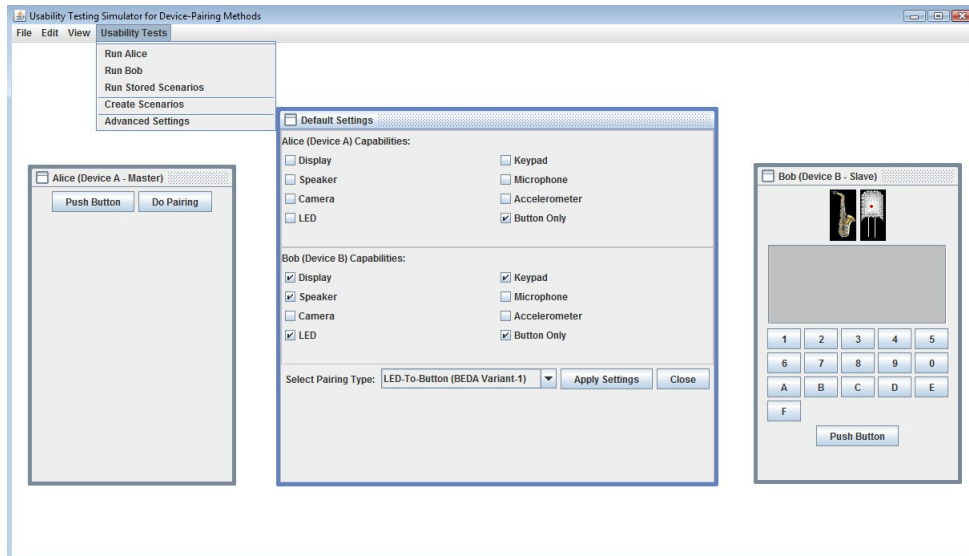 Usability Testing Simulator for Device-Pairing Methods
File Edit View Usability Tests
Run Alice
Run Bob
Run Stored Scenarios
Create Scenarios
Advanced Settings
Default Settings
Alice (Device A) Capabilities:
Display Keypad
Speaker Microphone
Camera Accelerometer
LED Button Only
Bob (Device B) Capabilities:
Display Keypad
Speaker Microphone
Camera Accelerometer
LED Button Only
Select Pairing Type: LED-To-Button (BEDA Variant-1) Apply Settings Close
Alice (Device A - Master)
Push Button Do Pairing
Bob (Device B - Slave)
1 2 3 4 5
6 7 8 9 0
A B C D E
F
Push Button